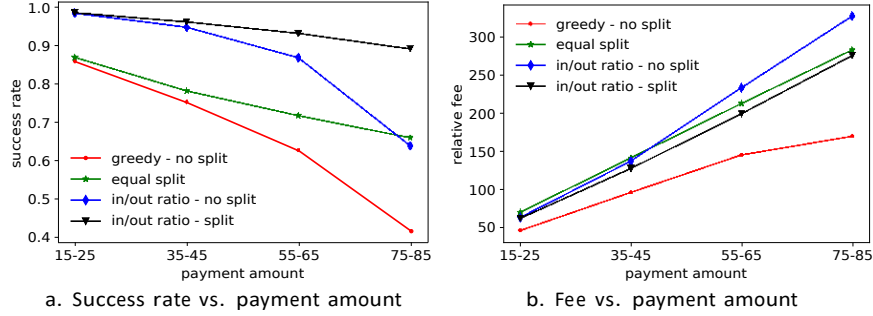 1.0
0.9
0.8
0.7
0.6
0.5
0.4
success rate
greedy - no split
equal split
in/out ratio - no split
in/out ratio - split
15-25 35-45 55-65 75-85
payment amount
a. Success rate vs. payment amount
300
250
200
150
100
50
relative fee
greedy - no split
equal split
in/out ratio - no split
in/out ratio - split
15-25 35-45 55-65 75-85
payment amount
b. Fee vs. payment amount